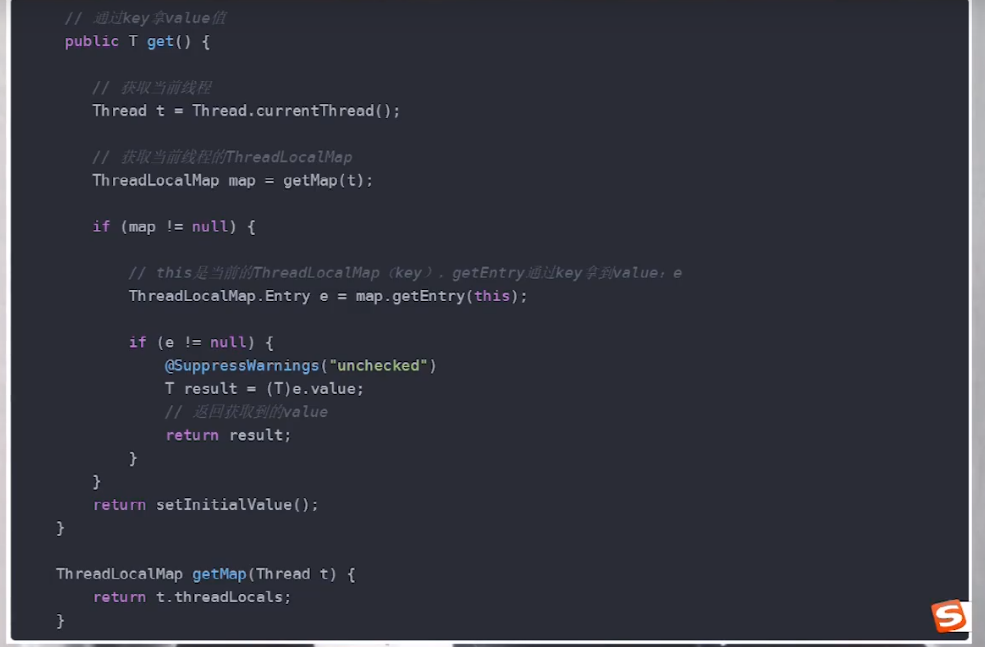 // 通过key拿value值
public T get() {
// 获取当前线程
Thread t = Thread.currentThread();
// 获取当前线程的ThreadLocalMap
ThreadLocalMap map = getMap(t);
if (map != null) {
// this是当前的ThreadLocalMap（key），getEntry通过key拿到value：e
ThreadLocalMap.Entry e = map.getEntry(this);
if (e != null) {
@SuppressWarnings("unchecked")
T result = (T)e.value;
// 返回获取到的value
return result;
}
}
return setInitialValue();
}
ThreadLocalMap getMap(Thread t) {
return t.threadLocals;
}
S